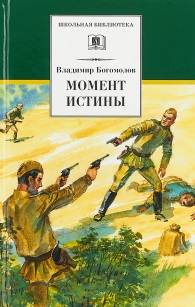 ШКОЛЬНАЯ БИБЛИОТЕКА
Владимир Богомолов
МОМЕНТ
ИСТИНЫ